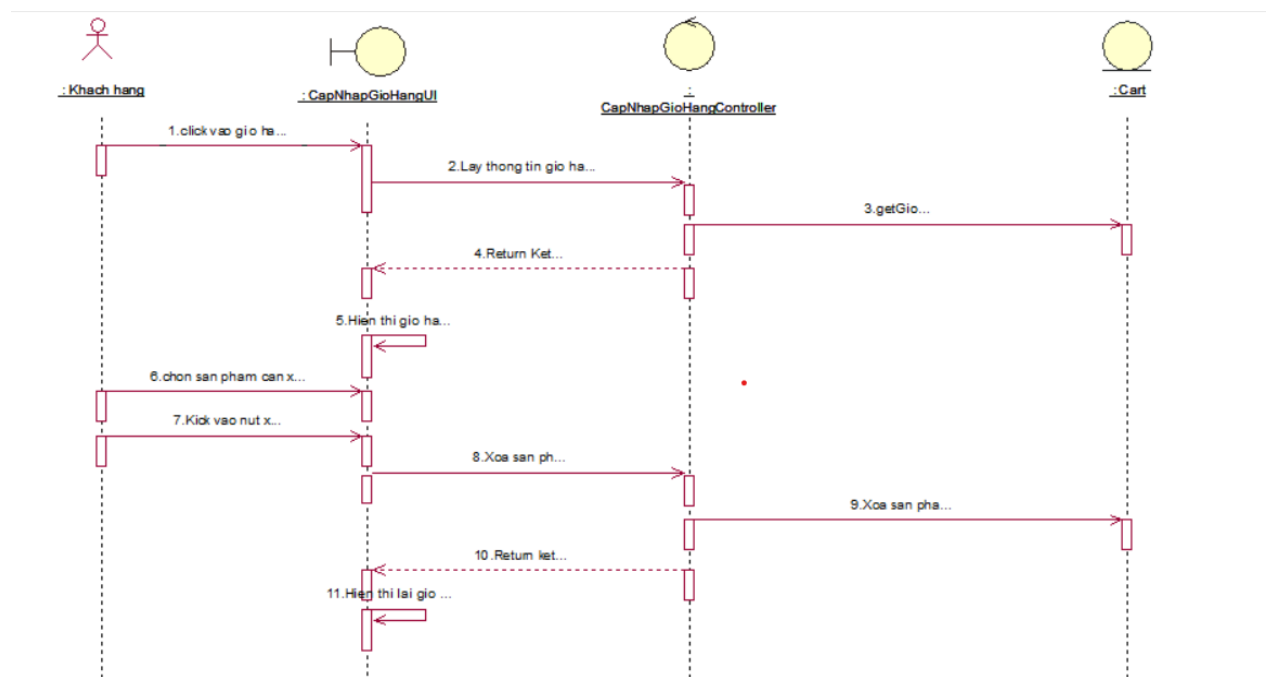 : Khach hang
: CapNhapGioHangUI
:
CapNhapGioHangController
: Cart
1.click vao gio ha...
2.Lay thong tin gio ha...
3.getGio...
4.Return Ket...
5.Hien thi gio ha...
6.chon san pham can x...
7.Kick vao nut x...
8.Xoa san ph...
9.Xoa san pha...
10.Return ket...
11.Hien thi lai gio ...